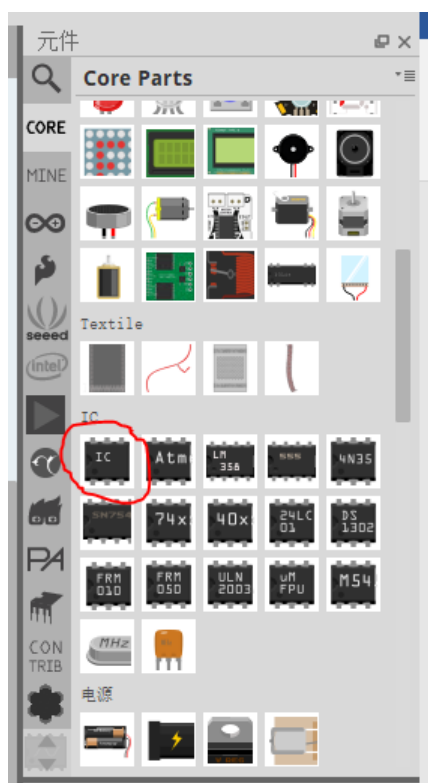 元件
Core Parts
CORE
MINE
seeed
intel
PA
CON
TRIB
Textile
IC
IC
Atm
LM
358
555
4N35
SN754
74x
40x
24LC
01
DS
1302
FRM
010
FRM
050
ULN
2003
uM
FPU
M54
MHz
电源